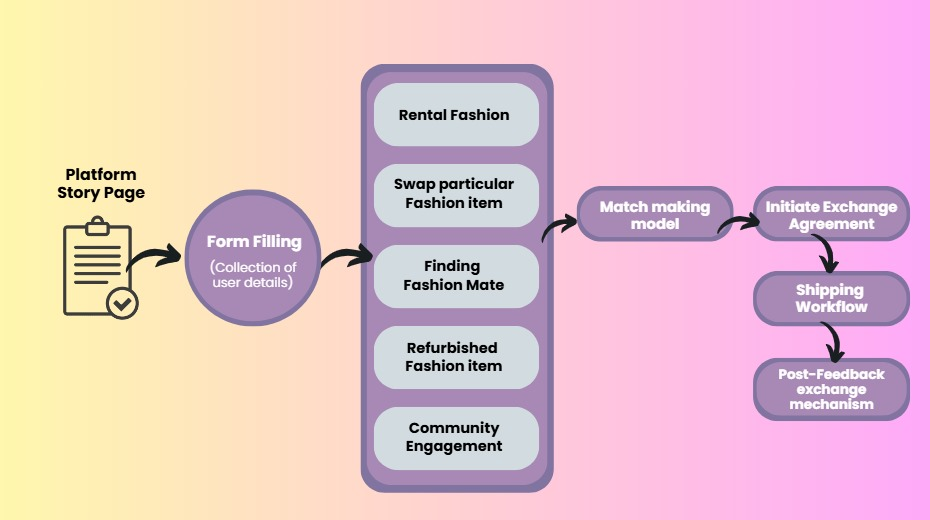 Platform
Story Page
Form Filling
(Collection of
user details)
Rental Fashion
Swap particular
Fashion item
Finding
Fashion Mate
Refurbished
Fashion item
Community
Engagement
Match making
model
Initiate Exchange
Agreement
Shipping
Workflow
Post-Feedback
exchange
mechanism